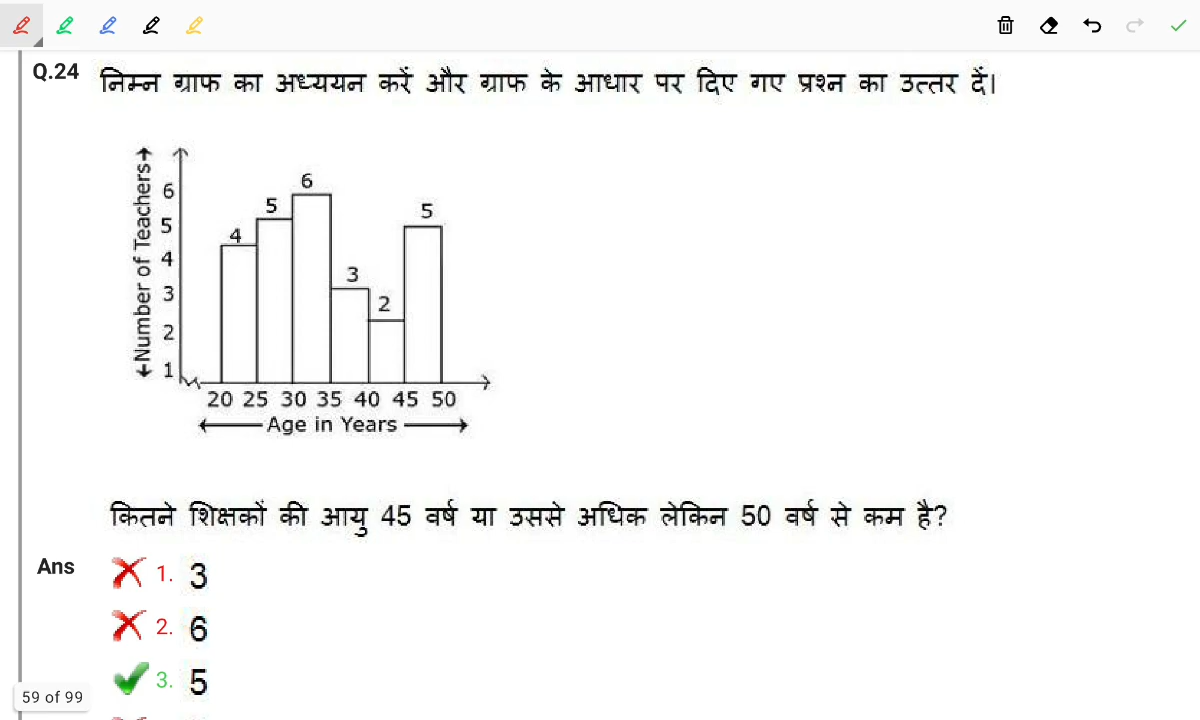 Q.24 निम्न ग्राफ का अध्ययन करें और ग्राफ के आधार पर दिए गए प्रश्न का उत्तर दें।
←Number of Teachers→
6
5
4
3
2
1
4
5
6
3
2
5
20 25 30 35 40 45 50
Age in Years
कितने शिक्षकों की आयु 45 वर्ष या उससे अधिक लेकिन 50 वर्ष से कम है?
Ans
1. 3
2. 6
3. 5
59 of 99